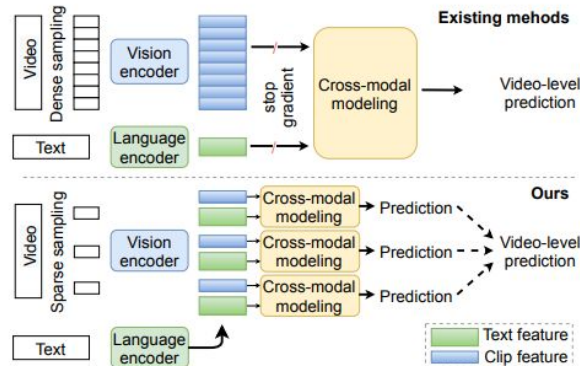 Existing mehods
Video
Dense sampling
Vision
encoder
stop
gradient
Cross-modal
modeling
Video-level
prediction
Text
Language
encoder
Ours
Video
Sparse sampling
Vision
encoder
Cross-modal
modeling
Prediction
Cross-modal
modeling
Prediction
Cross-modal
modeling
Prediction
Video-level
prediction
Text
Language
encoder
Text feature
Clip feature